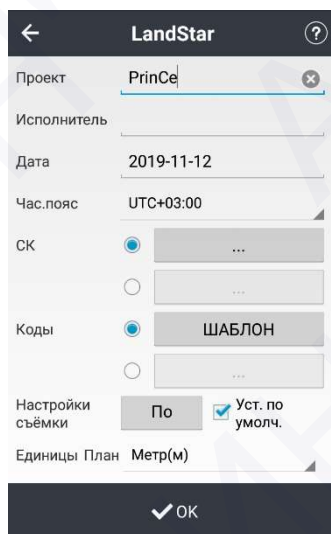 LandStar
Проект PrinCe
Исполнитель
Дата 2019-11-12
Час.пояс UTC+03:00
СК ...
...
Коды ШАБЛОН
...
Настройки съёмки По Уст. по умолч.
Единицы План Метр(м)
OK